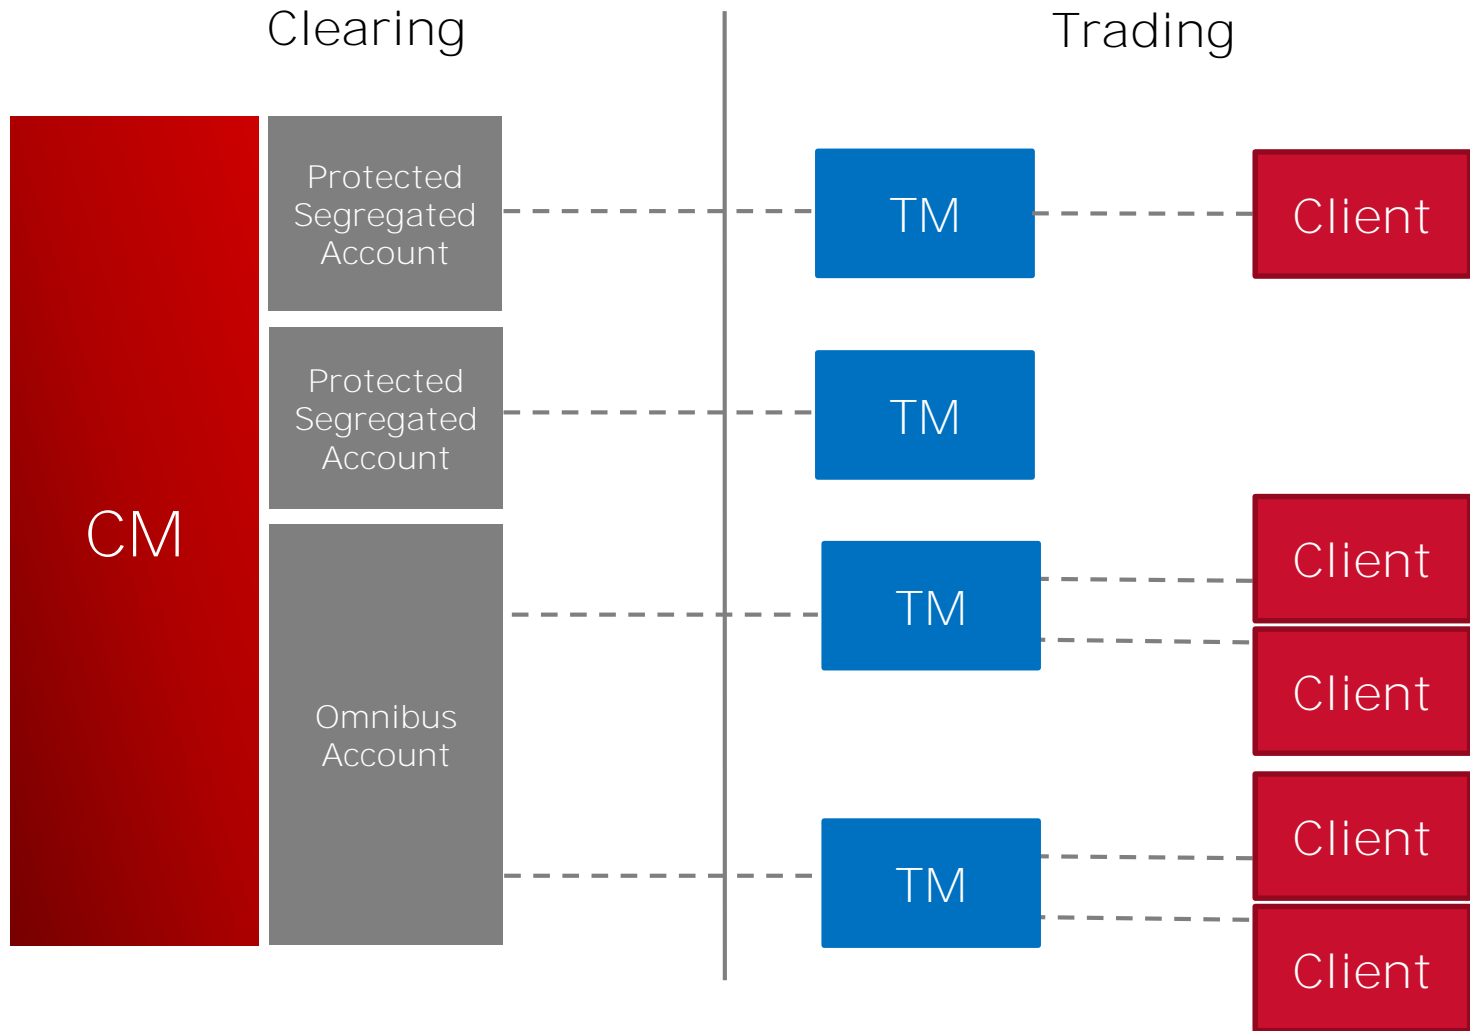 Clearing
Trading
Protected
Segregated
Account
TM
Client
Protected
Segregated
Account
TM
CM
Client
TM
Client
Omnibus
Account
Client
TM
Client